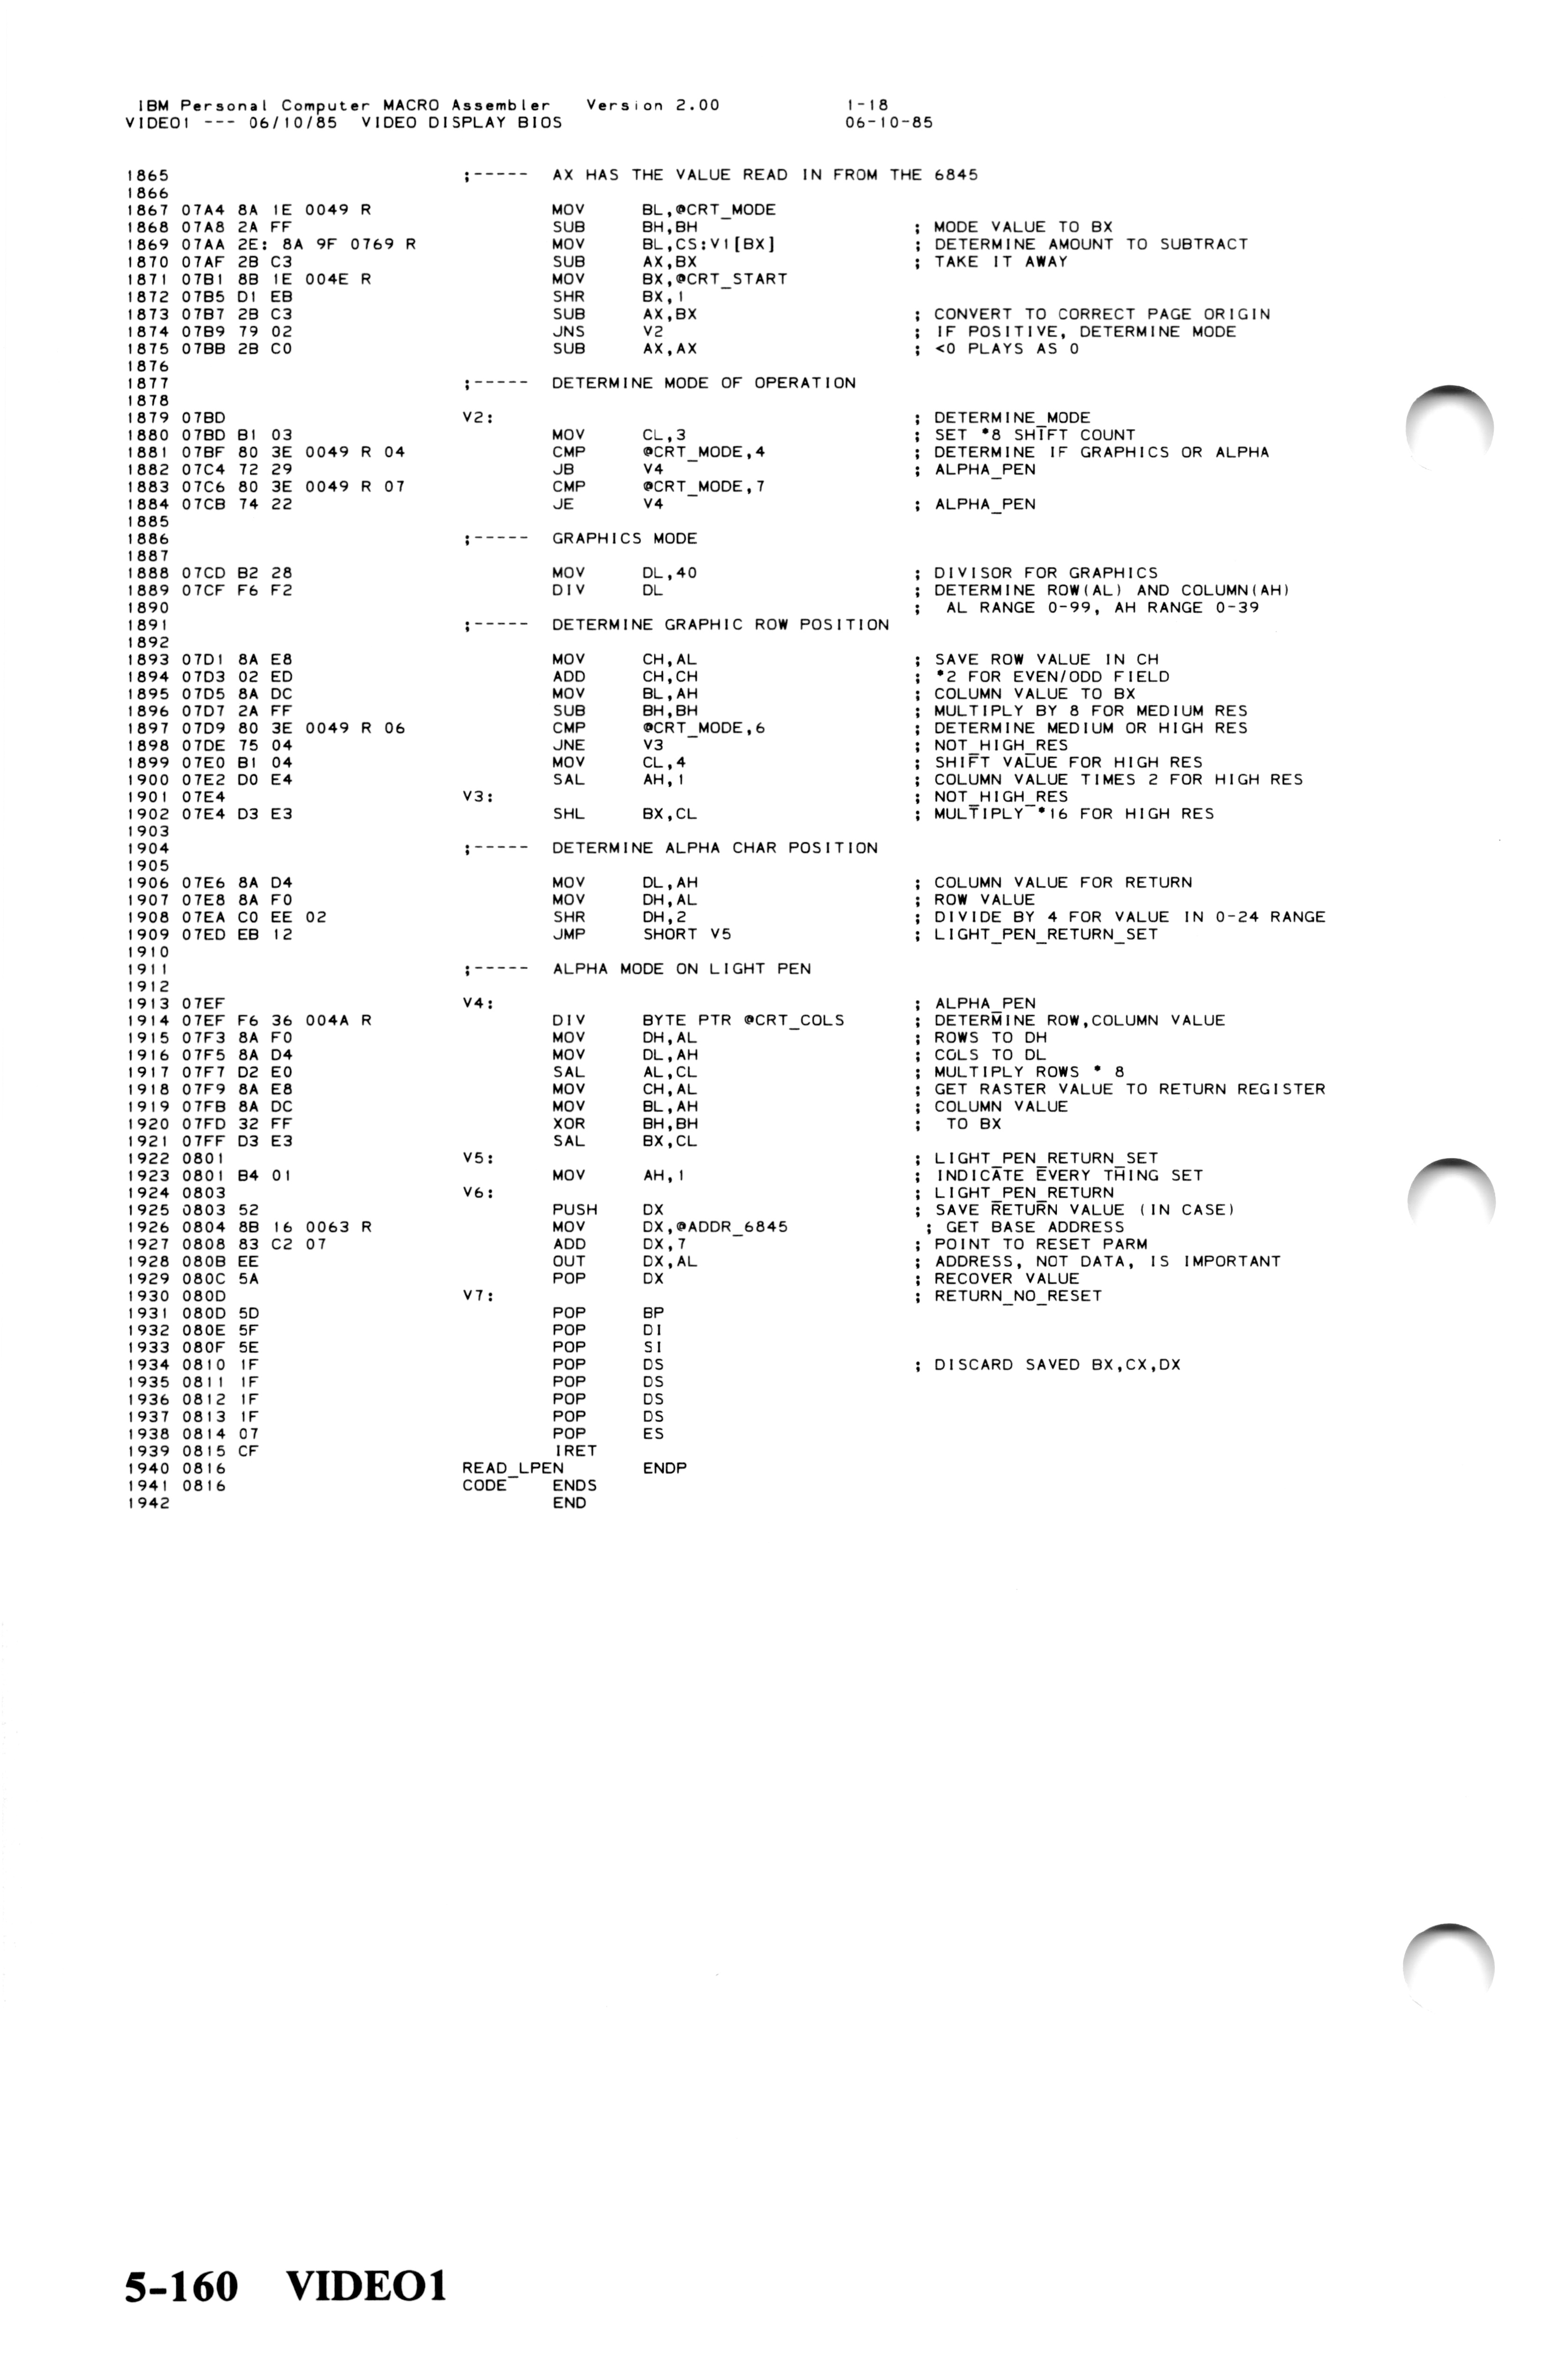 IBM Personal Computer MACRO Assembler   Version 2.00             1-18
VIDEO1 --- 06/10/85  VIDEO DISPLAY BIOS                          06-10-85
1865                          ;-----  AX HAS THE VALUE READ IN FROM THE 6845
1866
1867 07A4 8A 1E 0049 R                MOV     BL,@CRT_MODE
1868 07A8 2A FF                       SUB     BH,BH                   ; MODE VALUE TO BX
1869 07AA 2E: 8A 9F 0769 R            MOV     BL,CS:V1[BX]            ; DETERMINE AMOUNT TO SUBTRACT
1870 07AF 2B C3                       SUB     AX,BX                   ; TAKE IT AWAY
1871 07B1 8B 1E 004E R                MOV     BX,@CRT_START
1872 07B5 D1 EB                       SHR     BX,1
1873 07B7 2B C3                       SUB     AX,BX                   ; CONVERT TO CORRECT PAGE ORIGIN
1874 07B9 79 02                       JNS     V2                      ; IF POSITIVE, DETERMINE MODE
1875 07BB 2B C0                       SUB     AX,AX                   ; <0 PLAYS AS 0
1876
1877                          ;-----  DETERMINE MODE OF OPERATION
1878
1879 07BD                     V2:                                     ; DETERMINE_MODE
1880 07BD B1 03                       MOV     CL,3                    ; SET *8 SHIFT COUNT
1881 07BF 80 3E 0049 R 04             CMP     @CRT_MODE,4             ; DETERMINE IF GRAPHICS OR ALPHA
1882 07C4 72 29                       JB      V4                      ; ALPHA_PEN
1883 07C6 80 3E 0049 R 07             CMP     @CRT_MODE,7
1884 07CB 74 22                       JE      V4                      ; ALPHA_PEN
1885
1886                          ;-----  GRAPHICS MODE
1887
1888 07CD B2 28                       MOV     DL,40                   ; DIVISOR FOR GRAPHICS
1889 07CF F6 F2                       DIV     DL                      ; DETERMINE ROW(AL) AND COLUMN(AH)
1890                                                                  ;  AL RANGE 0-99, AH RANGE 0-39
1891                          ;-----  DETERMINE GRAPHIC ROW POSITION
1892
1893 07D1 8A E8                       MOV     CH,AL                   ; SAVE ROW VALUE IN CH
1894 07D3 02 ED                       ADD     CH,CH                   ; *2 FOR EVEN/ODD FIELD
1895 07D5 8A DC                       MOV     BL,AH                   ; COLUMN VALUE TO BX
1896 07D7 2A FF                       SUB     BH,BH                   ; MULTIPLY BY 8 FOR MEDIUM RES
1897 07D9 80 3E 0049 R 06             CMP     @CRT_MODE,6             ; DETERMINE MEDIUM OR HIGH RES
1898 07DE 75 04                       JNE     V3                      ; NOT_HIGH_RES
1899 07E0 B1 04                       MOV     CL,4                    ; SHIFT VALUE FOR HIGH RES
1900 07E2 D0 E4                       SAL     AH,1                    ; COLUMN VALUE TIMES 2 FOR HIGH RES
1901 07E4                     V3:                                     ; NOT_HIGH_RES
1902 07E4 D3 E3                       SHL     BX,CL                   ; MULTIPLY *16 FOR HIGH RES
1903
1904                          ;-----  DETERMINE ALPHA CHAR POSITION
1905
1906 07E6 8A D4                       MOV     DL,AH                   ; COLUMN VALUE FOR RETURN
1907 07E8 8A F0                       MOV     DH,AL                   ; ROW VALUE
1908 07EA C0 EE 02                    SHR     DH,2                    ; DIVIDE BY 4 FOR VALUE IN 0-24 RANGE
1909 07ED EB 12                       JMP     SHORT V5                ; LIGHT_PEN_RETURN_SET
1910
1911                          ;-----  ALPHA MODE ON LIGHT PEN
1912
1913 07EF                     V4:                                     ; ALPHA_PEN
1914 07EF F6 36 004A R                DIV     BYTE PTR @CRT_COLS      ; DETERMINE ROW,COLUMN VALUE
1915 07F3 8A F0                       MOV     DH,AL                   ; ROWS TO DH
1916 07F5 8A D4                       MOV     DL,AH                   ; COLS TO DL
1917 07F7 D2 E0                       SAL     AL,CL                   ; MULTIPLY ROWS * 8
1918 07F9 8A E8                       MOV     CH,AL                   ; GET RASTER VALUE TO RETURN REGISTER
1919 07FB 8A DC                       MOV     BL,AH                   ; COLUMN VALUE
1920 07FD 32 FF                       XOR     BH,BH                   ;  TO BX
1921 07FF D3 E3                       SAL     BX,CL
1922 0801                     V5:                                     ; LIGHT_PEN_RETURN_SET
1923 0801 B4 01                       MOV     AH,1                    ; INDICATE EVERY THING SET
1924 0803                     V6:                                     ; LIGHT_PEN_RETURN
1925 0803 52                          PUSH    DX                      ; SAVE RETURN VALUE (IN CASE)
1926 0804 8B 16 0063 R                MOV     DX,@ADDR_6845            ; GET BASE ADDRESS
1927 0808 83 C2 07                    ADD     DX,7                    ; POINT TO RESET PARM
1928 080B EE                          OUT     DX,AL                   ; ADDRESS, NOT DATA, IS IMPORTANT
1929 080C 5A                          POP     DX                      ; RECOVER VALUE
1930 080D                     V7:                                     ; RETURN_NO_RESET
1931 080D 5D                          POP     BP
1932 080E 5F                          POP     DI
1933 080F 5E                          POP     SI
1934 0810 1F                          POP     DS                      ; DISCARD SAVED BX,CX,DX
1935 0811 1F                          POP     DS
1936 0812 1F                          POP     DS
1937 0813 1F                          POP     DS
1938 0814 07                          POP     ES
1939 0815 CF                          IRET
1940 0816                     READ_LPEN       ENDP
1941 0816                     CODE    ENDS
1942                                  END
5-160   VIDEO1